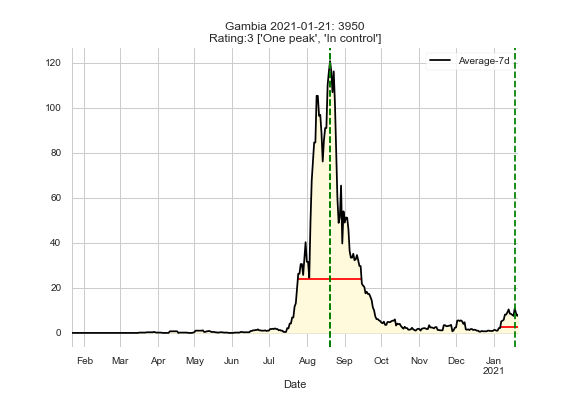 Gambia 2021-01-21: 3950
Rating:3 ['One peak', 'In control']
Average-7d
120
100
80
60
40
20
0
Feb Mar Apr May Jun Jul Aug Sep Oct Nov Dec Jan
2021
Date